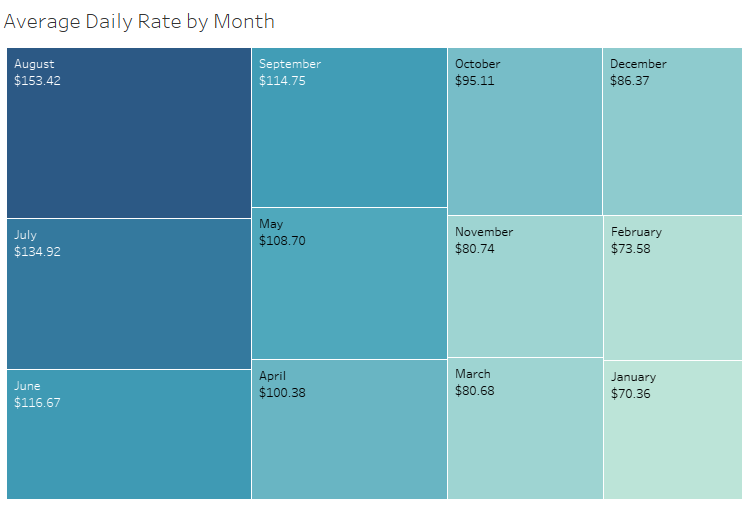 Average Daily Rate by Month
August
$153.42
July
$134.92
June
$116.67
September
$114.75
May
$108.70
April
$100.38
October
$95.11
November
$80.74
March
$80.68
December
$86.37
February
$73.58
January
$70.36